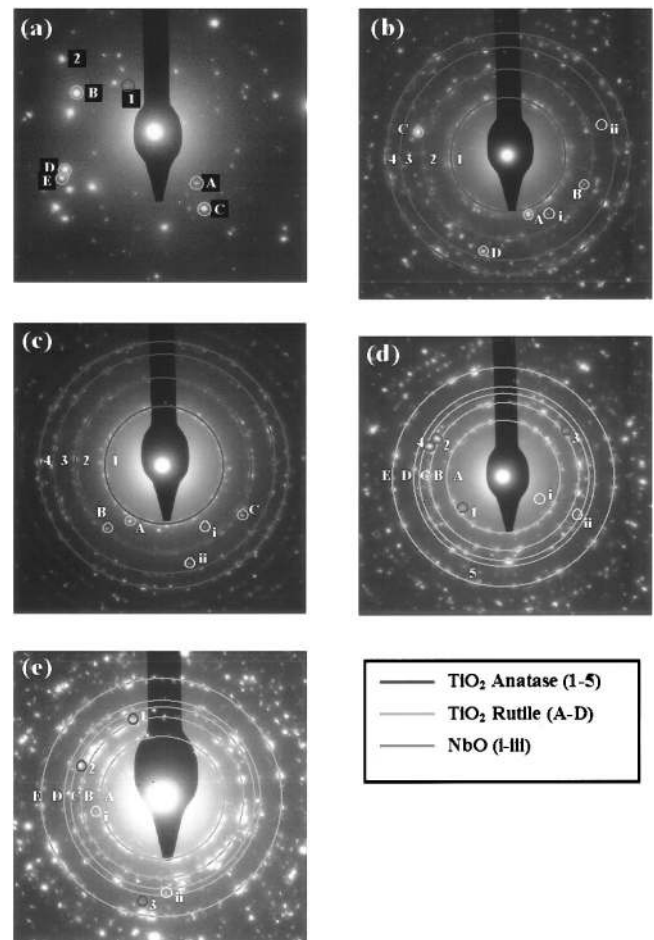 (a)
2
B
1
D
E
A
C
(b)
C
ii
4 3 2 1
B
A i
D
(c)
4 3 2 1
B A
C
i
ii
(d)
4 2
3
E D C B A
i
1
ii
5
(e)
1
2
E D C B A
i
ii
3
TiO₂ Anatase (1-5)
TiO₂ Rutile (A-D)
NbO (i-iii)